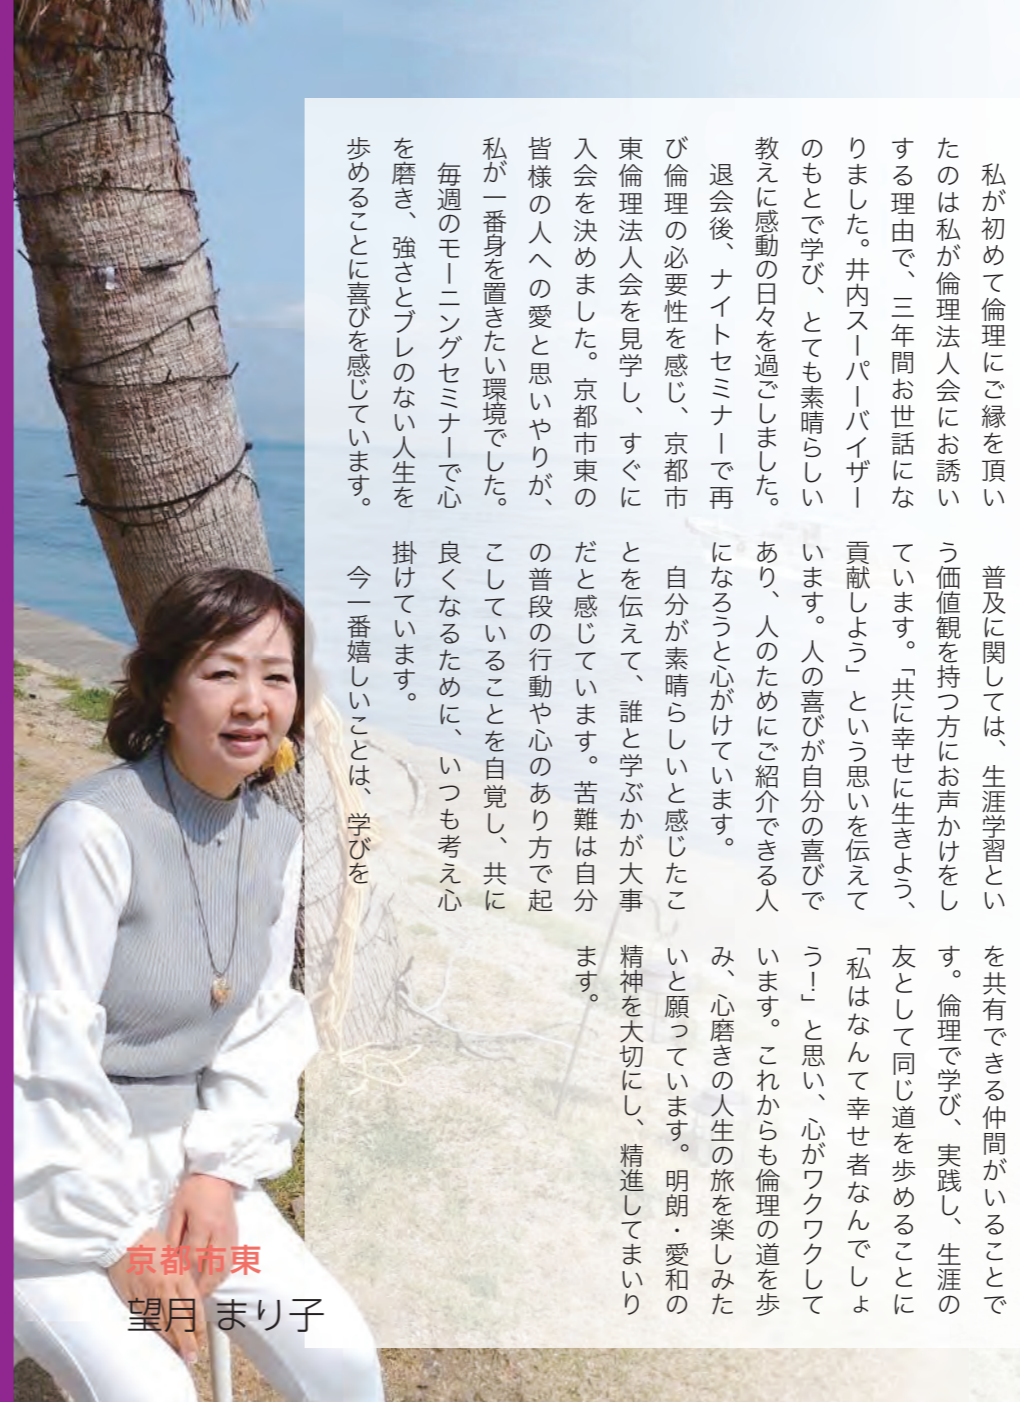 私が初めて倫理にご縁を頂い
たのは私が倫理法人会にお誘い
する理由で、三年間お世話にな
りました。井内スーパーバイザー
のもとで学び、とても素晴らしい
教えに感動の日々を過ごしました。
退会後、ナイトセミナーで再
び倫理の必要性を感じ、京都市
東倫理法人会を見学し、すぐに
入会を決めました。京都市東の
皆様の人への愛と思いやりが、
私が一番身を置きたい環境でした。
毎週のモーニングセミナーで心
を磨き、強さとブレのない人生を
歩めることに喜びを感じています。
普及に関しては、生涯学習とい
う価値観を持つ方にお声かけをし
ています。「共に幸せに生きよう、
貢献しよう」という思いを伝えて
います。人の喜びが自分の喜びで
あり、人のためにご紹介できる人
になろうと心がけています。
自分が素晴らしいと感じたこ
とを伝えて、誰と学ぶかが大事
だと感じています。苦難は自分
の普段の行動や心のあり方で起
こしていることを自覚し、共に
良くなるために、いつも考え心
掛けています。
今一番嬉しいことは、学びを
を共有できる仲間がいることで
す。倫理で学び、実践し、生涯の
友として同じ道を歩めることに
「私はなんて幸せ者なんでしょ
う！」と思い、心がワクワクして
います。これからも倫理の道を歩
み、心磨きの人生の旅を楽しみた
いと願っています。明朗・愛和の
精神を大切にし、精進してまいり
ます。
京都市東
望月 まり子